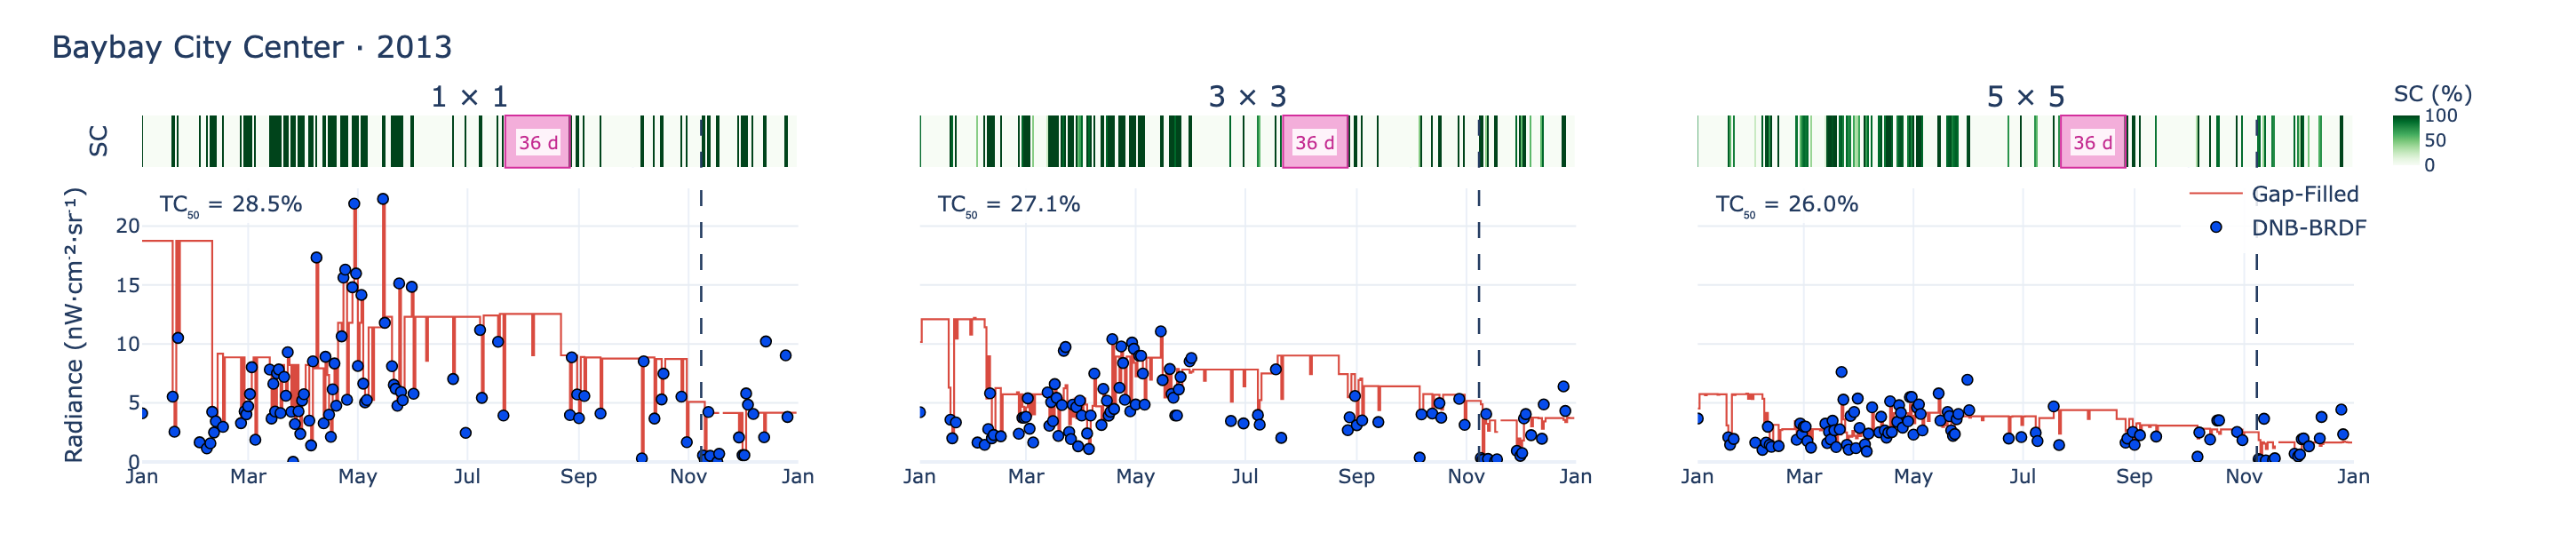 Baybay City Center · 2013
1 × 1
3 × 3
5 × 5
SC (%)
SC
36 d
36 d
36 d
100
50
0
TC₅₀ = 28.5%
TC₅₀ = 27.1%
TC₅₀ = 26.0%
Gap-Filled
DNB-BRDF
Radiance (nW·cm⁻²·sr⁻¹)
20
15
10
5
0
Jan Mar May Jul Sep Nov Jan
Jan Mar May Jul Sep Nov Jan
Jan Mar May Jul Sep Nov Jan